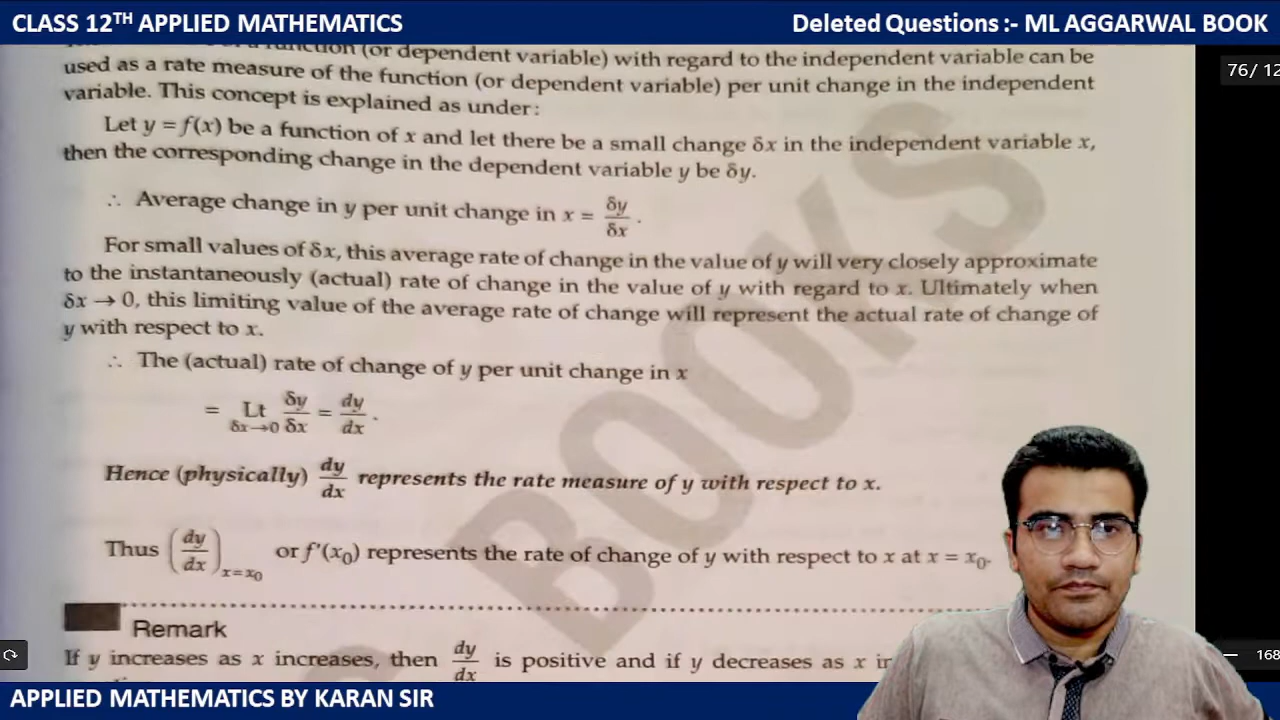 CLASS 12TH APPLIED MATHEMATICS
Deleted Questions :- ML AGGARWAL BOOK
76/ 12
function (or dependent variable) with regard to the independent variable can be
used as a rate measure of the function (or dependent variable) per unit change in the independent
variable. This concept is explained as under:
Let y = f(x) be a function of x and let there be a small change δx in the independent variable x,
then the corresponding change in the dependent variable y be δy.
∴ Average change in y per unit change in x = δy/δx .
For small values of δx, this average rate of change in the value of y will very closely approximate
to the instantaneously (actual) rate of change in the value of y with regard to x. Ultimately when
δx → 0, this limiting value of the average rate of change will represent the actual rate of change of
y with respect to x.
∴ The (actual) rate of change of y per unit change in x
= Lt δx→0 δy/δx = dy/dx .
Hence (physically) dy/dx represents the rate measure of y with respect to x.
Thus (dy/dx) x=x₀ or f'(x₀) represents the rate of change of y with respect to x at x = x₀.
Remark
If y increases as x increases, then dy/dx is positive and if y decreases as x
168
BOOKS
APPLIED MATHEMATICS BY KARAN SIR